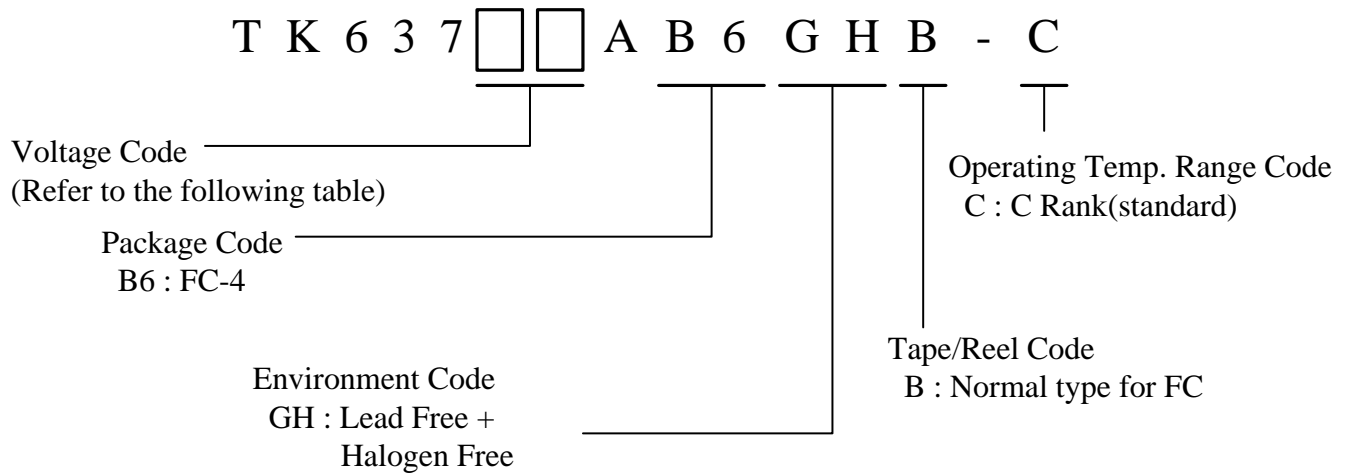 T K 6 3 7 □ □ A B 6 G H B - C
Voltage Code
(Refer to the following table)
Operating Temp. Range Code
C : C Rank(standard)
Package Code
B6 : FC-4
Tape/Reel Code
B : Normal type for FC
Environment Code
GH : Lead Free +
Halogen Free